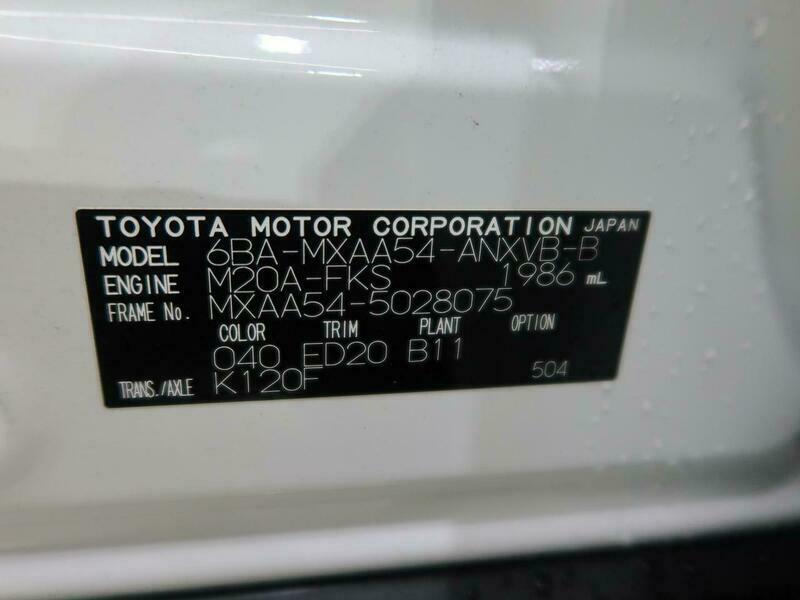 TOYOTA MOTOR CORPORATION JAPAN
MODEL 6BA-MXAA54-ANXVB-B
ENGINE M20A-FKS 1986 mL
FRAME No. MXAA54-5028075
COLOR TRIM PLANT OPTION
040 ED20 B11
TRANS./AXLE K120F 504